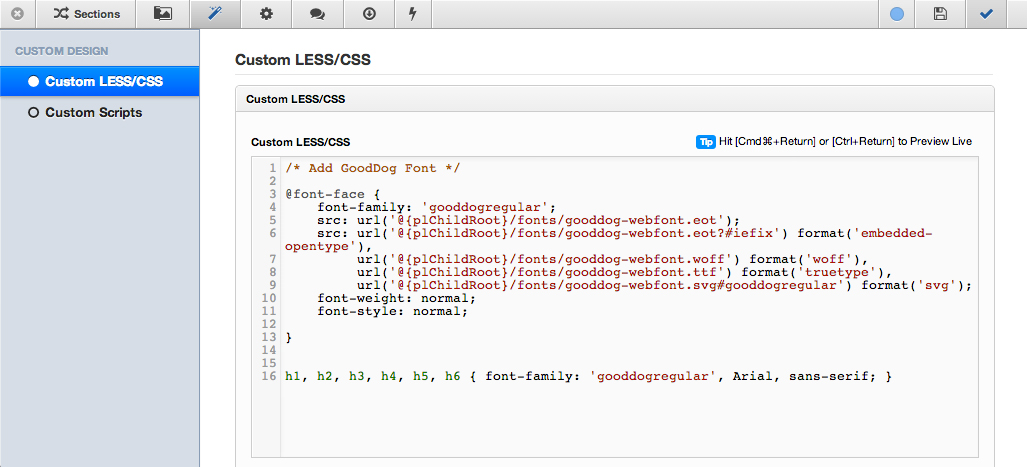 Sections
CUSTOM DESIGN
Custom LESS/CSS
Custom Scripts
Custom LESS/CSS
Custom LESS/CSS
Custom LESS/CSS
Tip Hit [Cmd⌘+Return] or [Ctrl+Return] to Preview Live
1 /* Add GoodDog Font */
2
3 @font-face {
4 font-family: 'gooddogregular';
5 src: url('@{plChildRoot}/fonts/gooddog-webfont.eot');
6 src: url('@{plChildRoot}/fonts/gooddog-webfont.eot?#iefix') format('embedded-
opentype'),
7 url('@{plChildRoot}/fonts/gooddog-webfont.woff') format('woff'),
8 url('@{plChildRoot}/fonts/gooddog-webfont.ttf') format('truetype'),
9 url('@{plChildRoot}/fonts/gooddog-webfont.svg#gooddogregular') format('svg');
10 font-weight: normal;
11 font-style: normal;
12
13 }
14
15
16 h1, h2, h3, h4, h5, h6 { font-family: 'gooddogregular', Arial, sans-serif; }